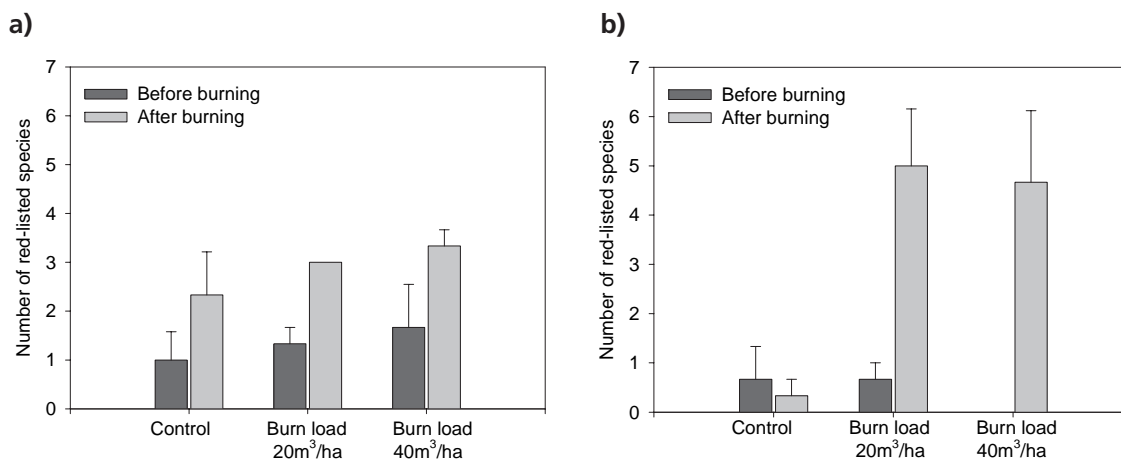 a)
7
6
5
4
3
2
1
0
Number of red-listed species
Before burning
After burning
Control
Burn load
20m³/ha
Burn load
40m³/ha
b)
7
6
5
4
3
2
1
0
Number of red-listed species
Before burning
After burning
Control
Burn load
20m³/ha
Burn load
40m³/ha